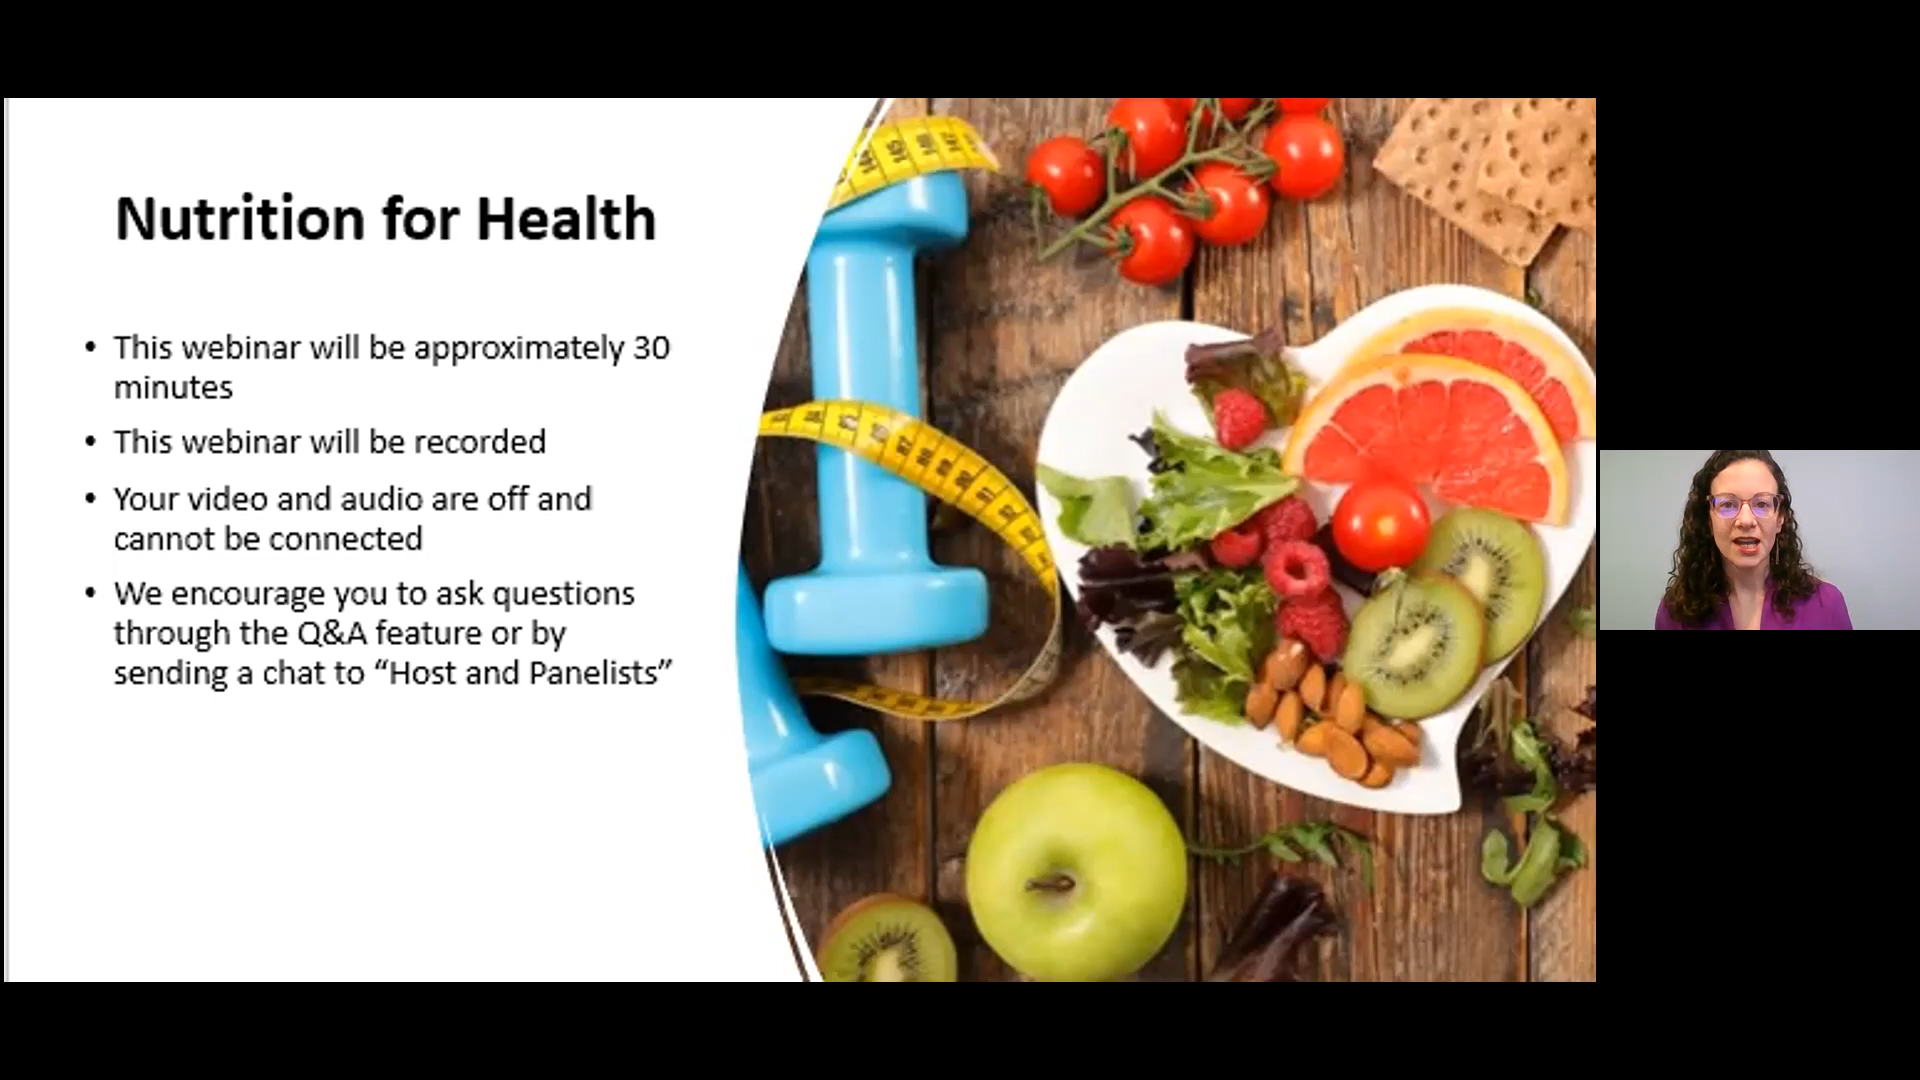 Nutrition for Health
• This webinar will be approximately 30
minutes
• This webinar will be recorded
• Your video and audio are off and
cannot be connected
• We encourage you to ask questions
through the Q&A feature or by
sending a chat to “Host and Panelists”